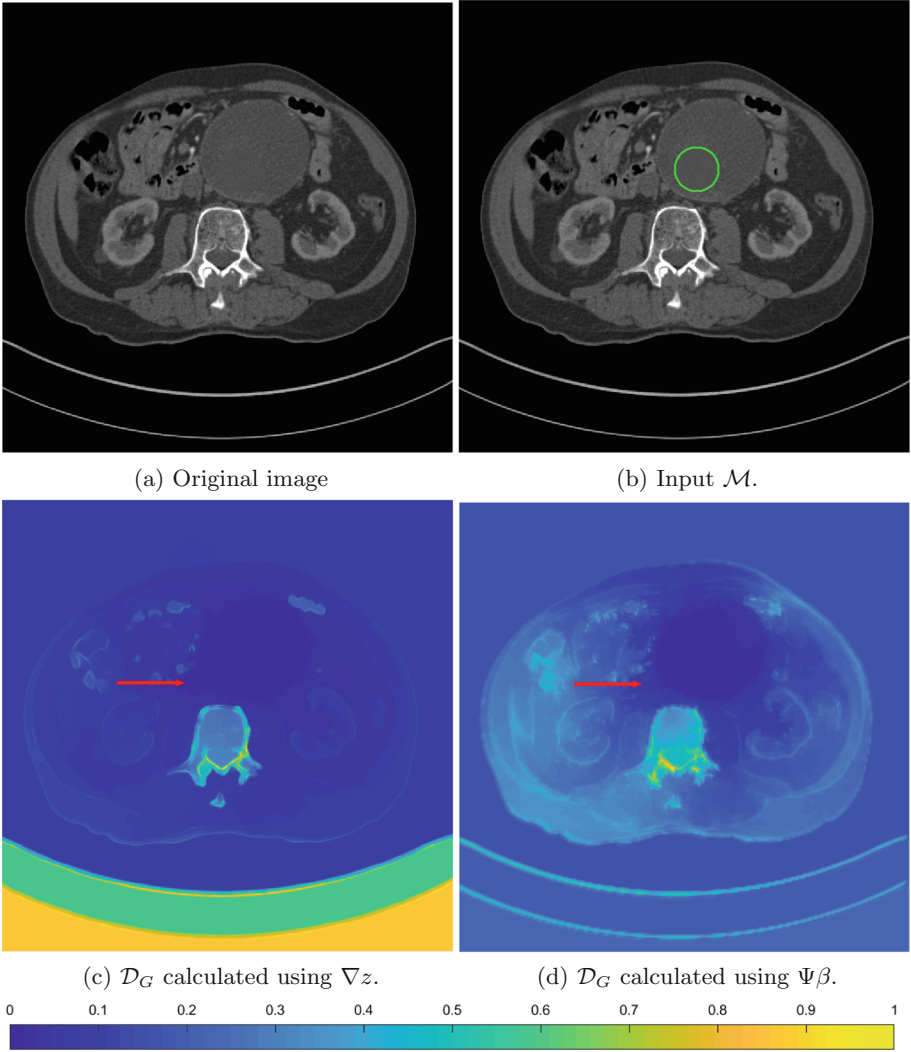 (a) Original image
(b) Input ℳ.
(c) 𝒟_G calculated using ∇z.
(d) 𝒟_G calculated using Ψβ.
0 0.1 0.2 0.3 0.4 0.5 0.6 0.7 0.8 0.9 1